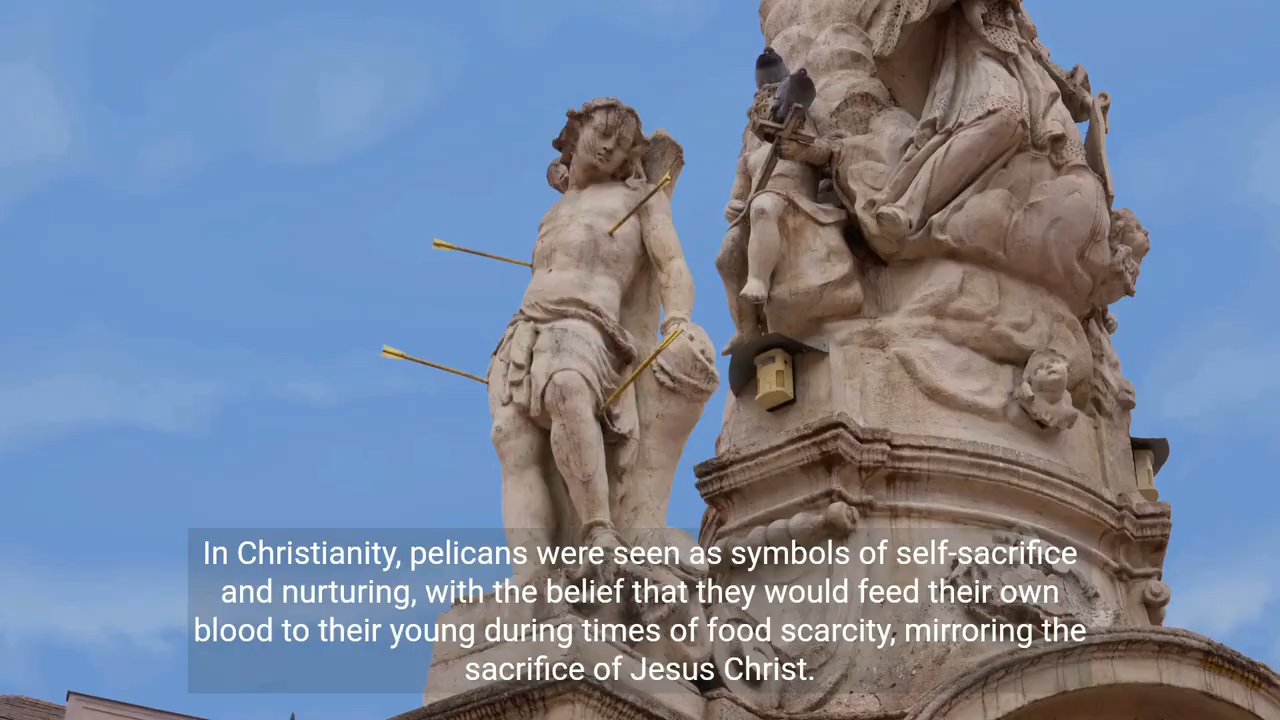 In Christianity, pelicans were seen as symbols of self-sacrifice
and nurturing, with the belief that they would feed their own
blood to their young during times of food scarcity, mirroring the
sacrifice of Jesus Christ.